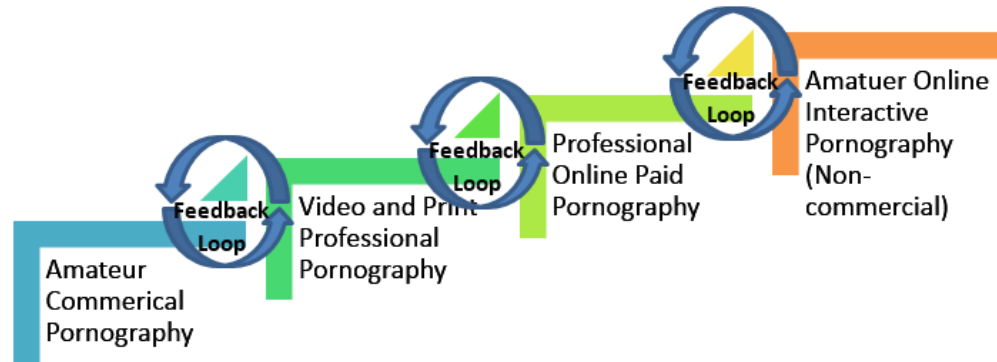 Amateur
Commerical
Pornography
Feedback
Loop
Video and Print
Professional
Pornography
Feedback
Loop
Professional
Online Paid
Pornography
Feedback
Loop
Amatuer Online
Interactive
Pornography
(Non-
commercial)